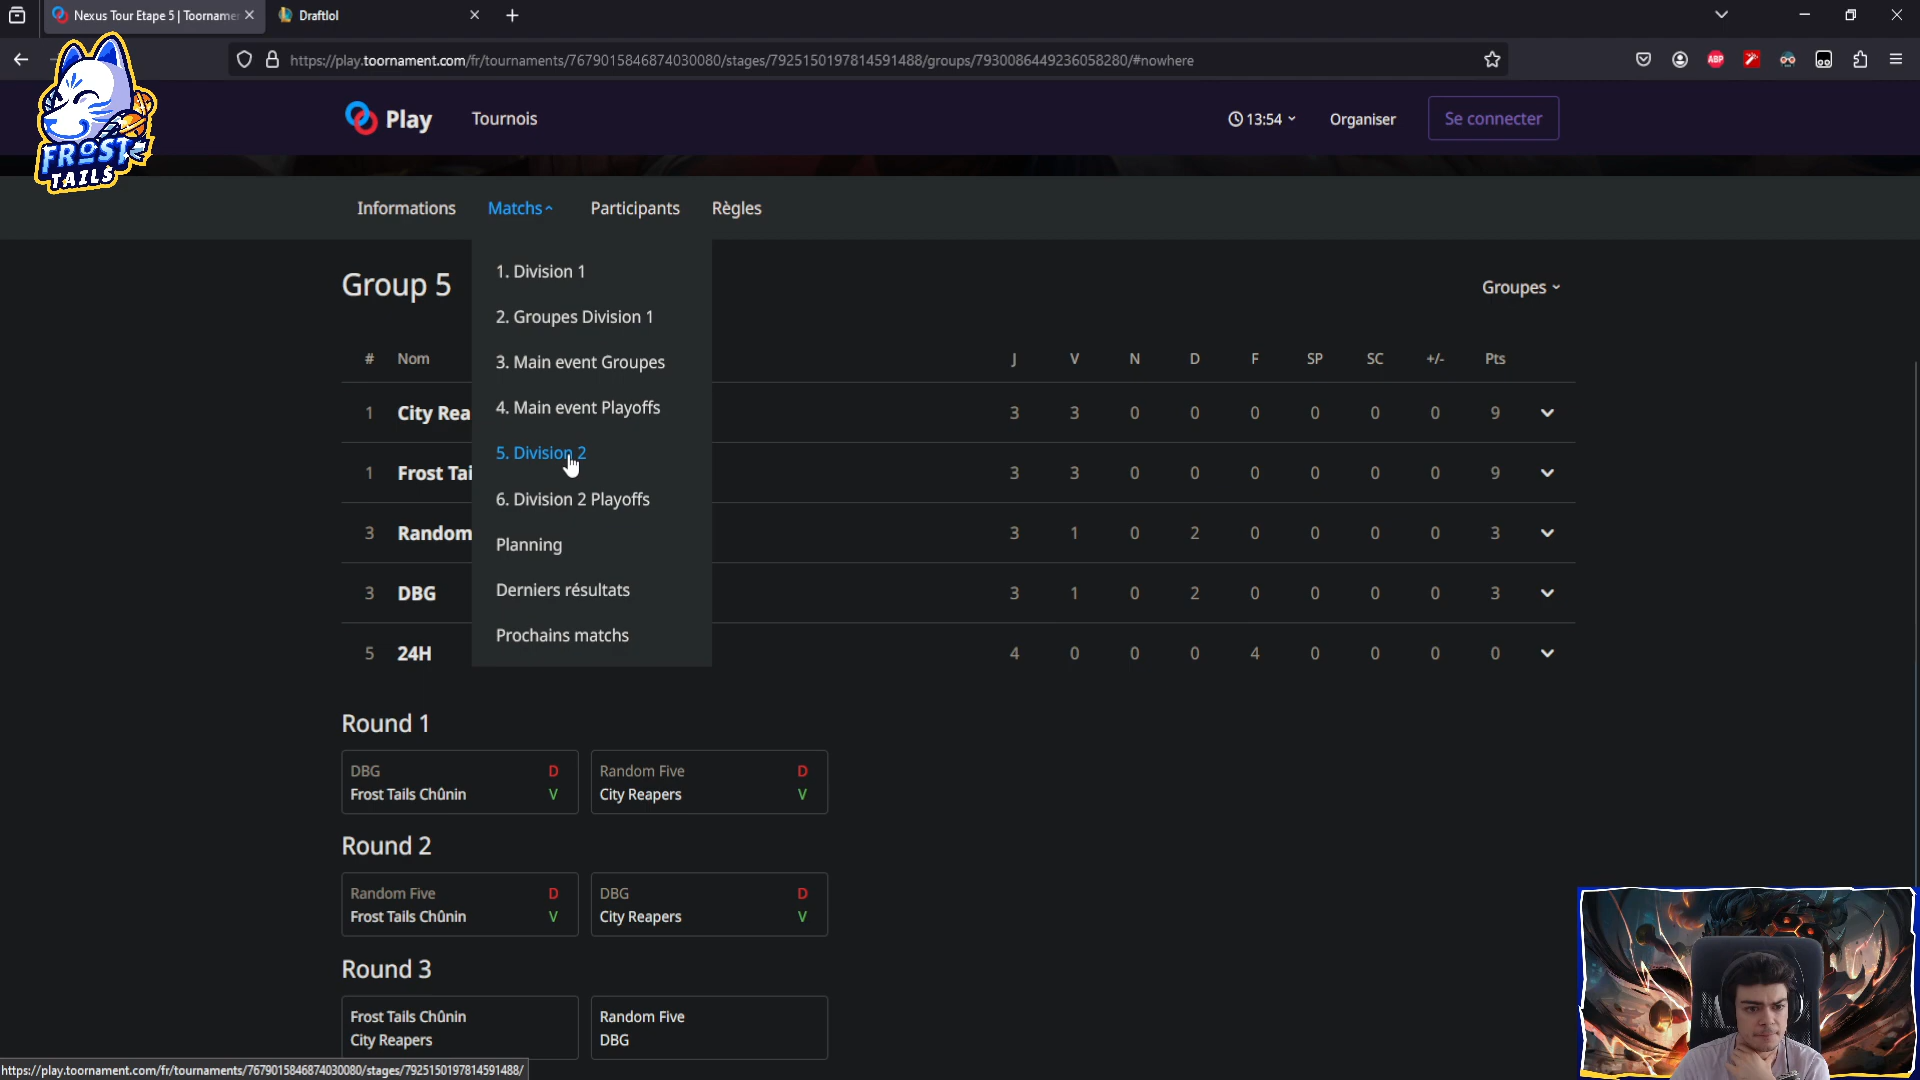 Nexus Tour Etape 5 | Toorname
Draftlol
https://play.toornament.com/fr/tournaments/7679015846874030080/stages/7925150197814591488/groups/7930086449236058280/#nowhere
ABP
FROST
TAILS
Play
Tournois
13:54
Organiser
Se connecter
Informations
Matchs
Participants
Règles
Group 5
Groupes
1. Division 1
2. Groupes Division 1
3. Main event Groupes
4. Main event Playoffs
5. Division 2
6. Division 2 Playoffs
Planning
Derniers résultats
Prochains matchs
# Nom J V N D F SP SC +/- Pts
1 City Rea 3 3 0 0 0 0 0 0 9
1 Frost Tai 3 3 0 0 0 0 0 0 9
3 Random 3 1 0 2 0 0 0 0 3
3 DBG 3 1 0 2 0 0 0 0 3
5 24H 4 0 0 0 4 0 0 0 0
Round 1
DBG D
Frost Tails Chûnin V
Random Five D
City Reapers V
Round 2
Random Five D
Frost Tails Chûnin V
DBG D
City Reapers V
Round 3
Frost Tails Chûnin
City Reapers
Random Five
DBG
https://play.toornament.com/fr/tournaments/7679015846874030080/stages/7925150197814591488/